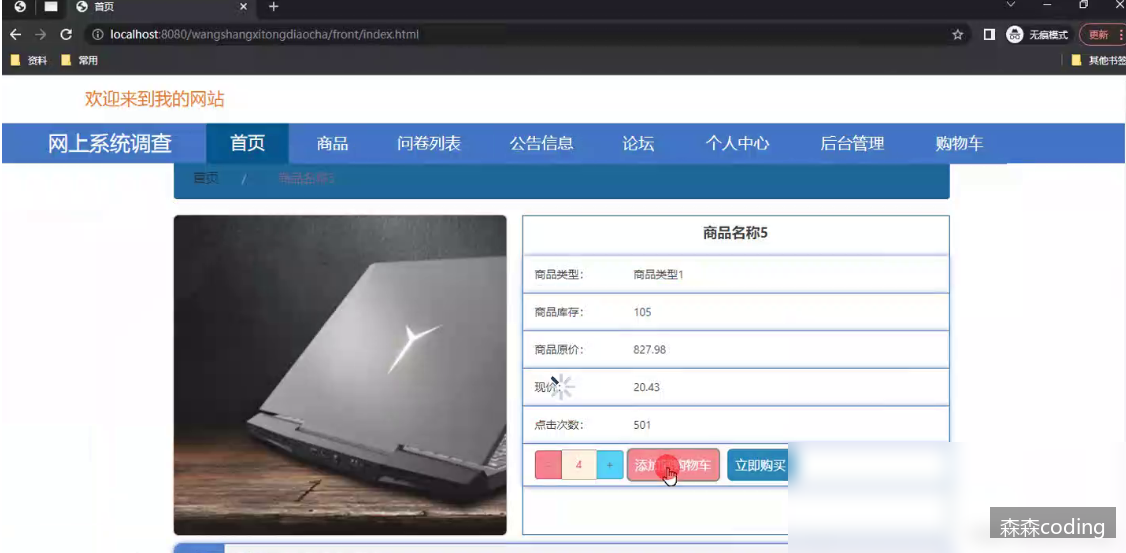 首页
localhost:8080/wangshangxitongdiaocha/front/index.html
无痕模式
更新
资料
常用
其他书签
欢迎来到我的网站
网上系统调查 首页 商品 问卷列表 公告信息 论坛 个人中心 后台管理 购物车
首页 / 商品名称5
商品名称5
商品类型: 商品类型1
商品库存: 105
商品原价: 827.98
现价: 20.43
点击次数: 501
- 4 + 添加 购物车 立即购买
森森coding